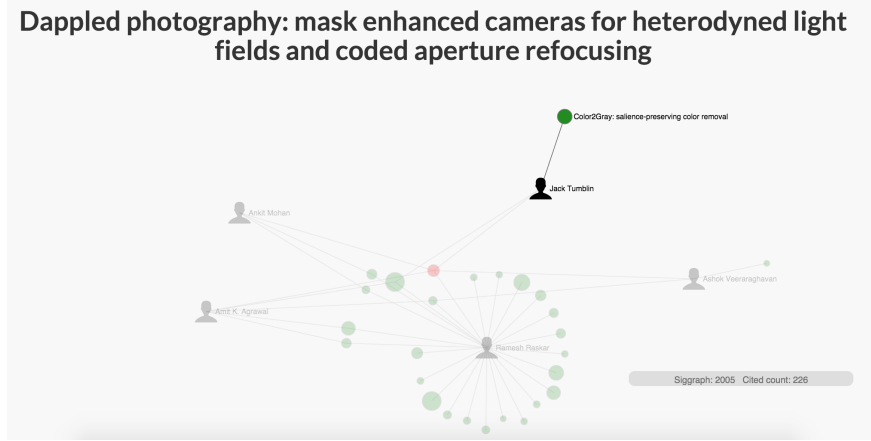 Dappled photography: mask enhanced cameras for heterodyned light
fields and coded aperture refocusing
Color2Gray: salience-preserving color removal
Jack Tumblin
Ankit Mohan
Ashok Veeraraghavan
Amit K. Agrawal
Ramesh Raskar
Siggraph: 2005 Cited count: 226